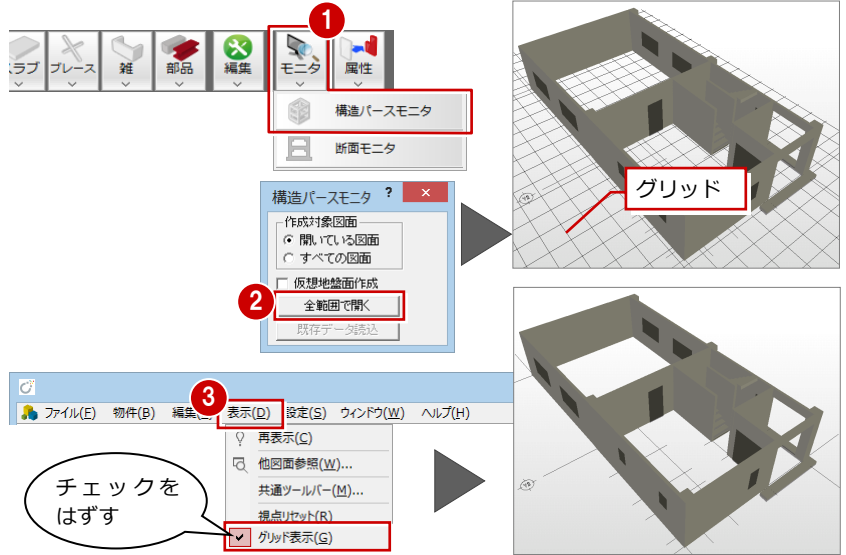 1
ブレース
雑
部品
編集
モニタ
属性
構造パースモニタ
断面モニタ
構造パースモニタ ? ×
作成対象図面
開いている図面
すべての図面
仮想地盤面作成
2
全範囲で開く
既存データ読込
グリッド
Y2
3
ファイル(F) 物件(B) 表示(D) 設定(S) ウィンドウ(W) ヘルプ(H)
再表示(C)
他図面参照(W)...
共通ツールバー(M)...
視点リセット(R)
グリッド表示(G)
チェックを
はずす
Y2